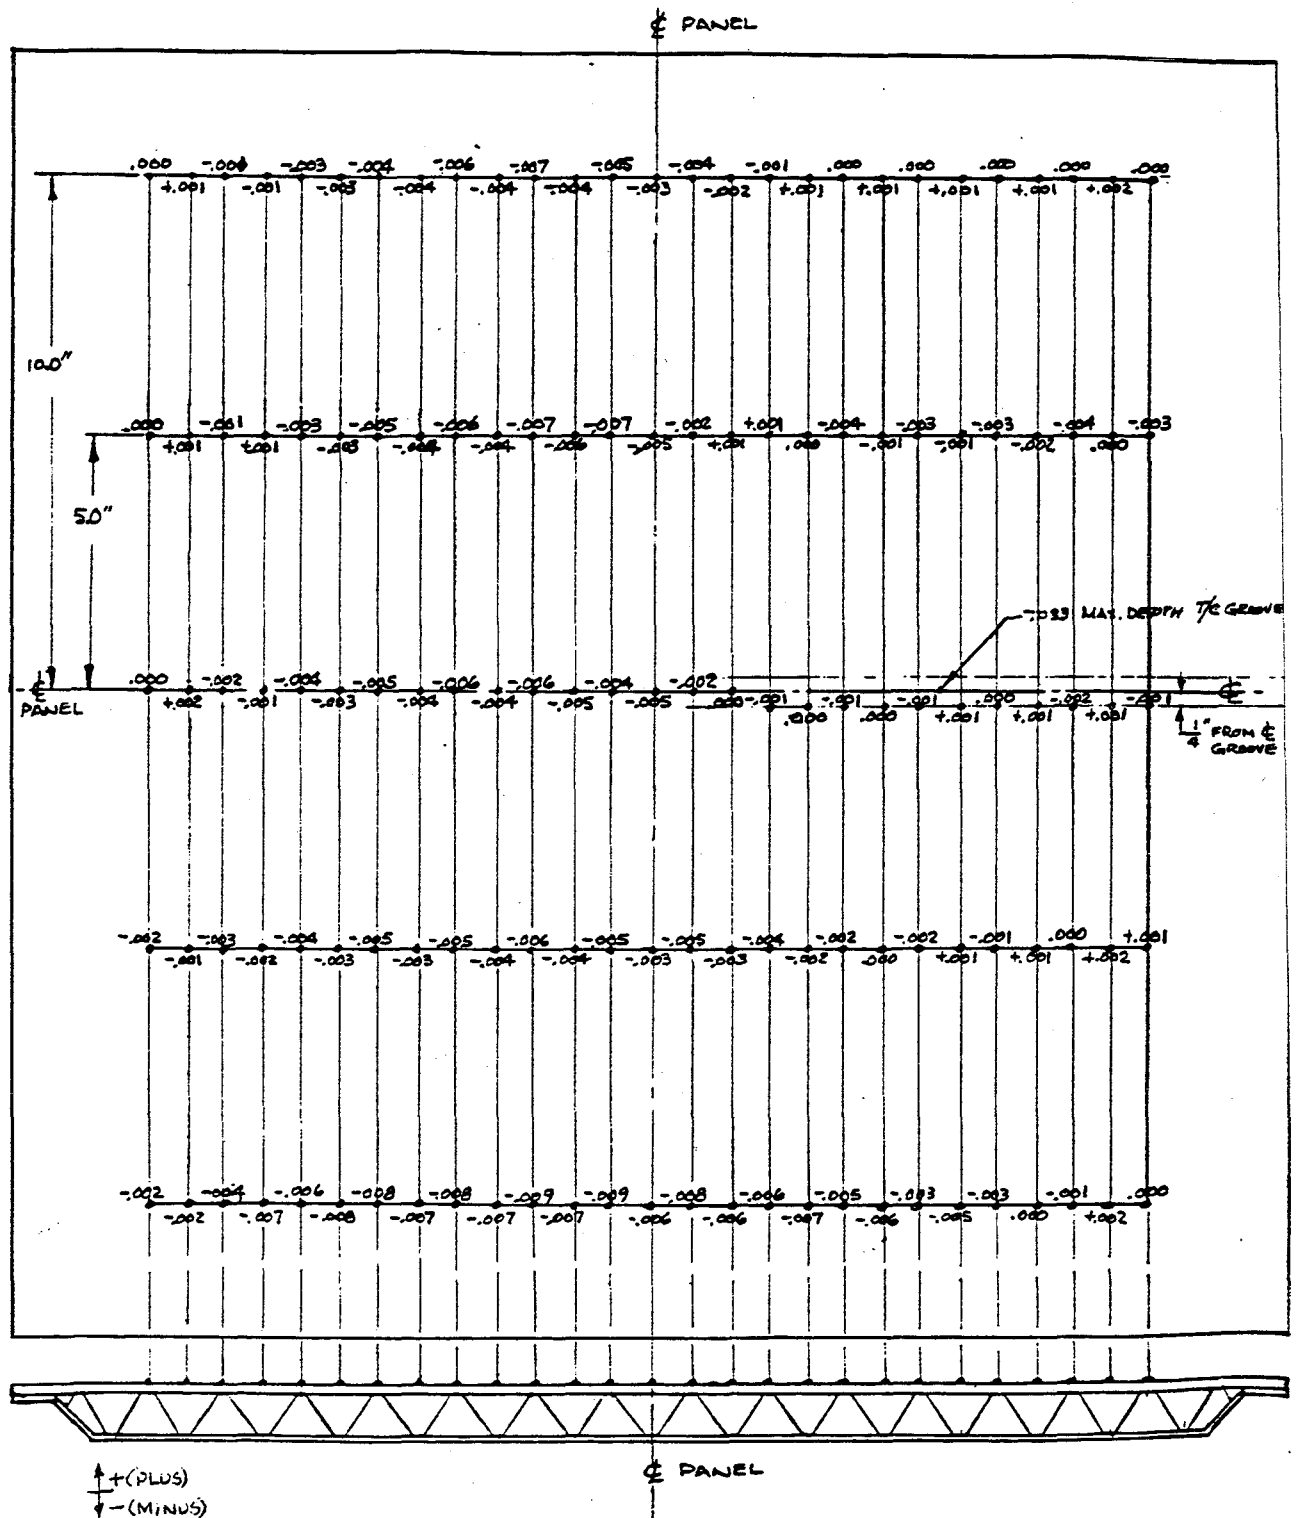 ℄ PANEL
.000 -.003 -.004 -.006 -.007 -.005 -.004 -.001 .000 .000 .000 .000 .000
+.001 -.001 -.003 -.004 -.004 -.004 -.003 -.002 +.001 +.001 +.001 +.001 +.002
10.0"
.000 -.001 -.003 -.005 -.006 -.007 -.007 -.002 +.001 -.004 -.003 -.003 -.004 -.003
+.001 +.001 -.003 -.004 -.004 -.006 -.005 +.001 .000 -.001 -.001 -.002 .000
5.0"
MAX. DEPTH T/C GROOVE
.000 -.002 -.004 -.005 -.006 -.006 -.004 -.002 -.001 -.001 -.001 .000 -.002 -.001
℄
+.002 -.001 -.003 -.004 -.004 -.005 -.005 .000 .000 .000 +.001 +.001 +.001
℄
PANEL
1/4" FROM ℄
GROOVE
-.002 -.003 -.004 -.005 -.005 -.006 -.005 -.005 -.004 -.002 -.002 -.001 .000 +.001
-.001 -.002 -.003 -.003 -.004 -.004 -.003 -.003 -.002 .000 +.001 +.001 +.002
-.002 -.004 -.006 -.008 -.008 -.009 -.009 -.008 -.006 -.005 -.003 -.003 -.001 .000
-.002 -.007 -.008 -.007 -.007 -.007 -.006 -.006 -.007 -.006 -.005 .000 +.002
℄ PANEL
+(PLUS)
-(MINUS)